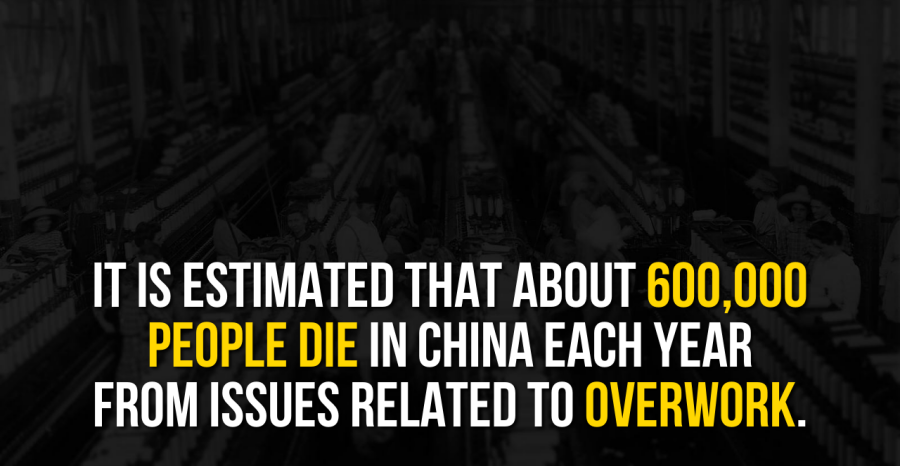 IT IS ESTIMATED THAT ABOUT 600,000
PEOPLE DIE IN CHINA EACH YEAR
FROM ISSUES RELATED TO OVERWORK.